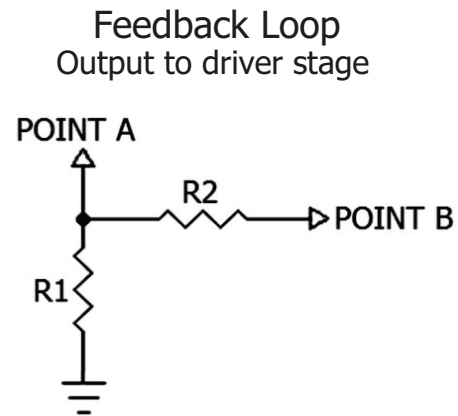 Feedback Loop
Output to driver stage
POINT A
R2
POINT B
R1